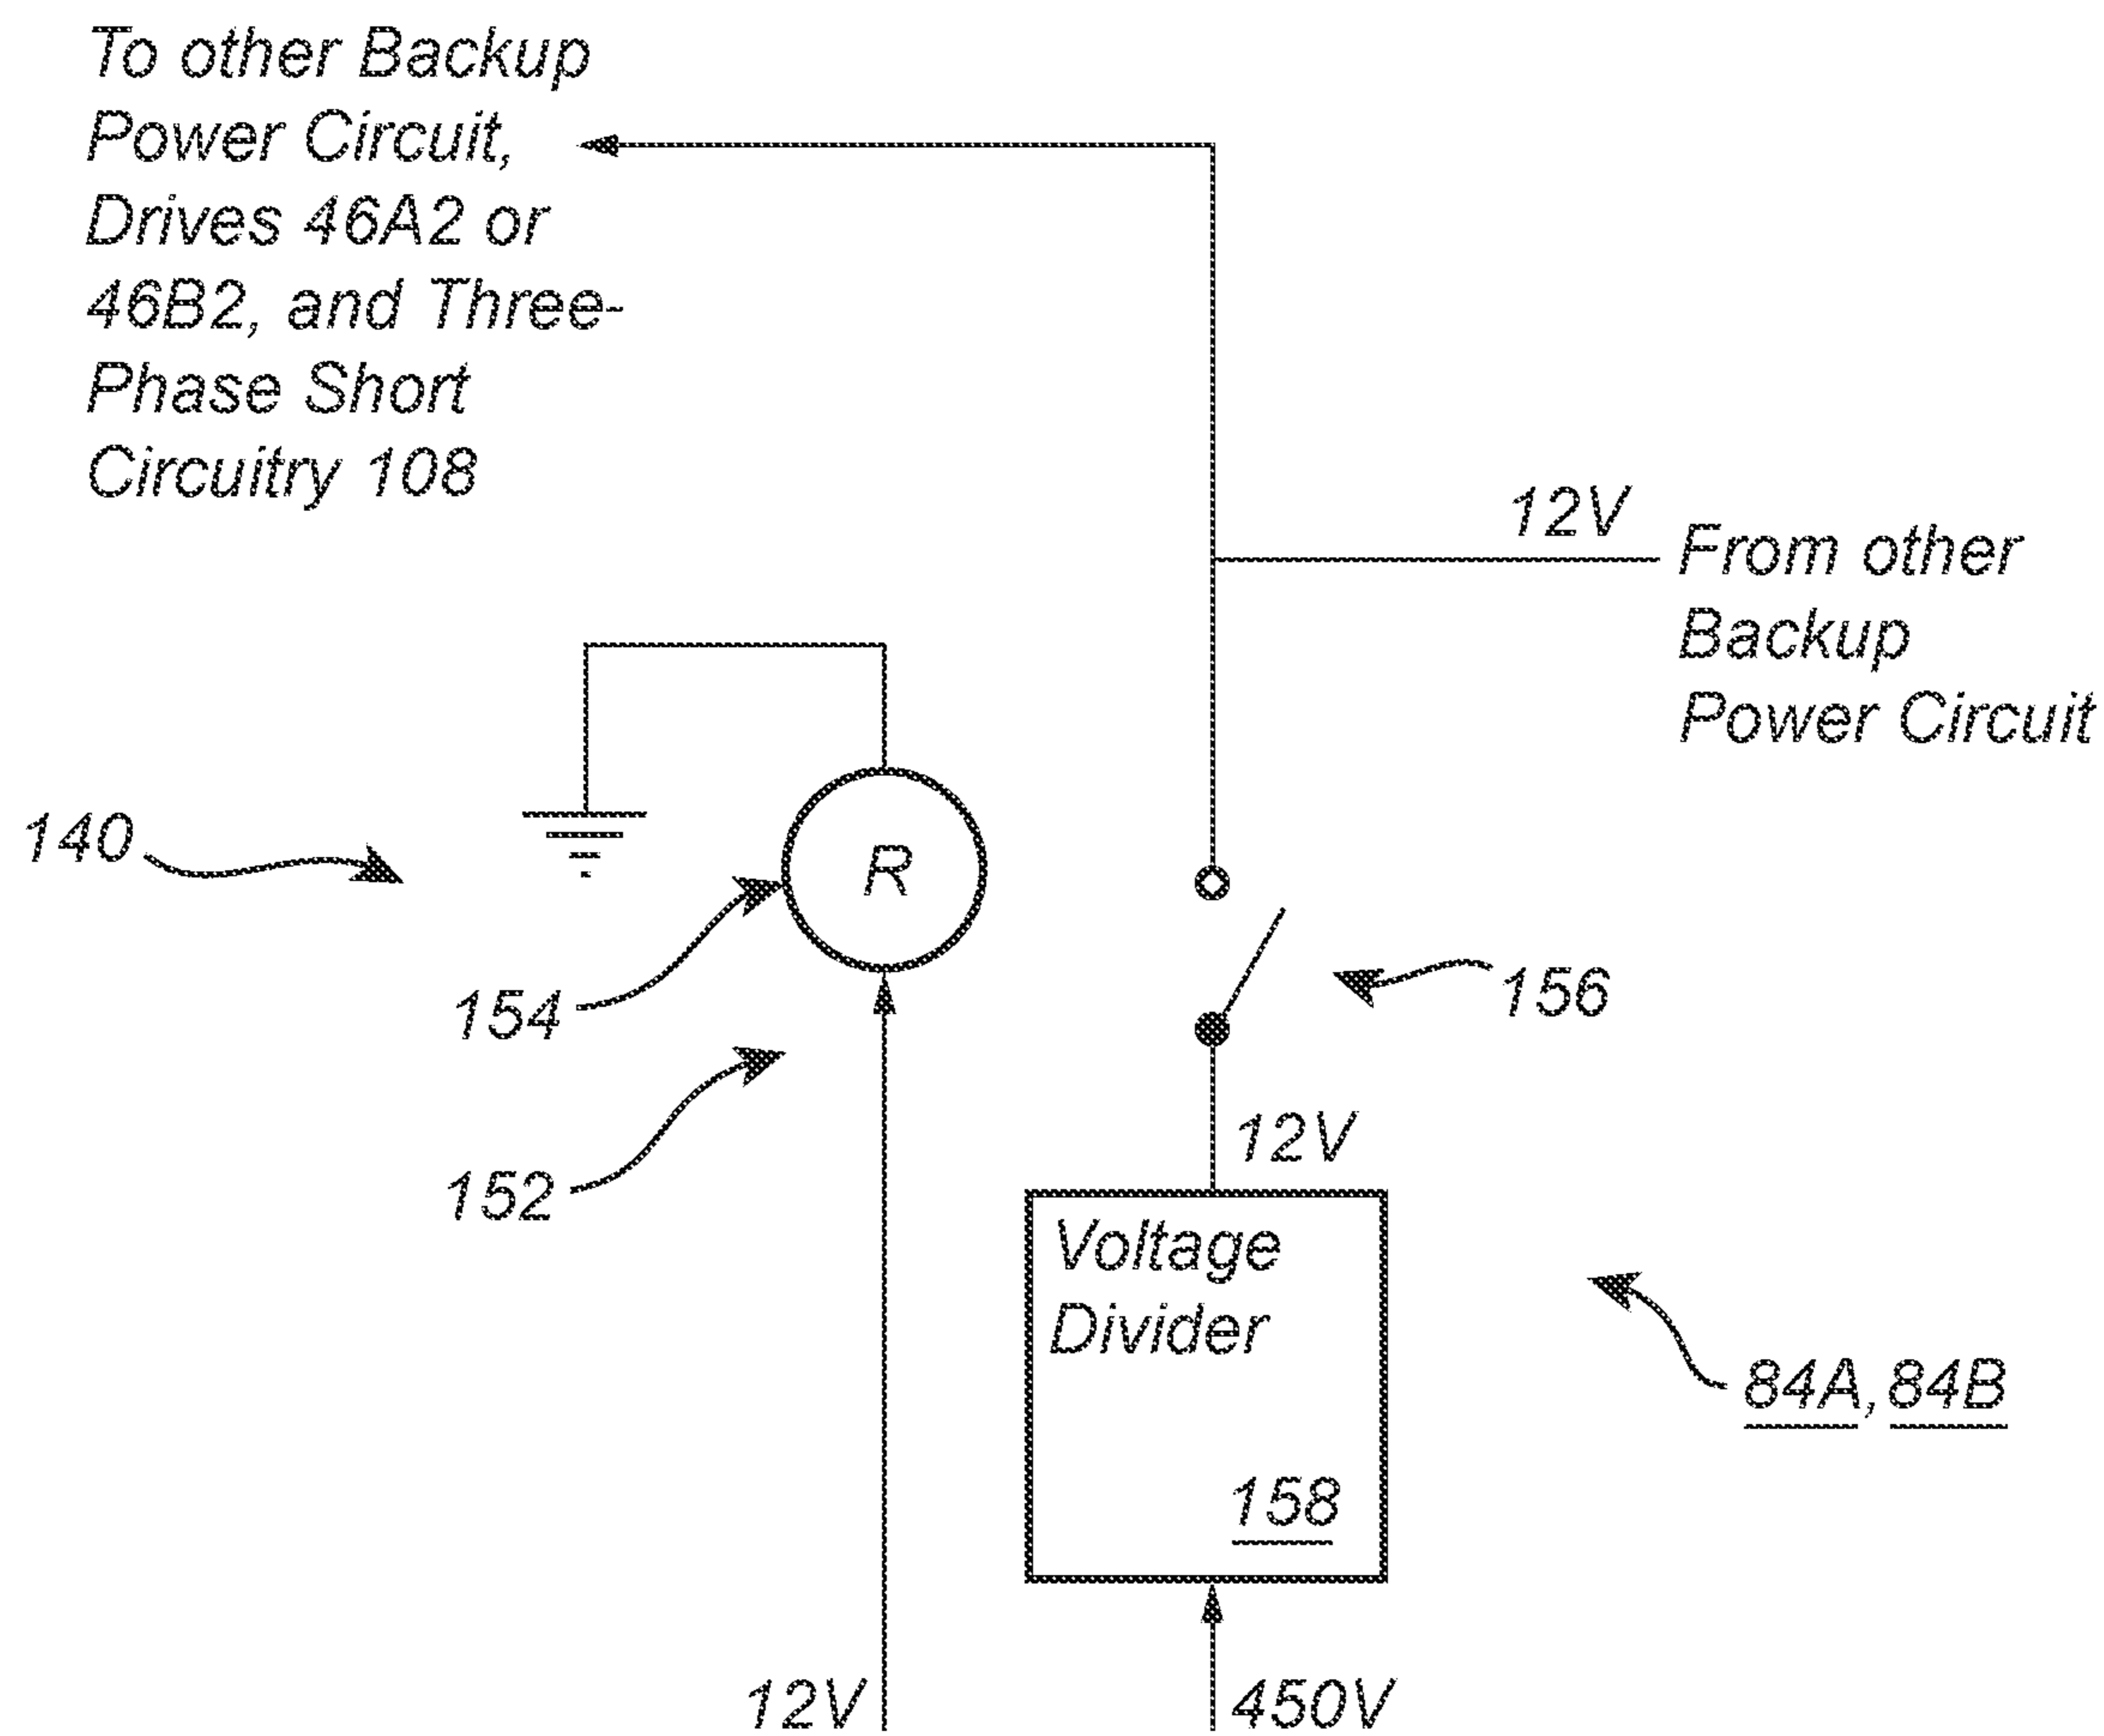 To other Backup
Power Circuit,
Drives 46A2 or
46B2, and Three-
Phase Short
Circuitry 108
12V
From other
Backup
Power Circuit
140
R
154
156
152
12V
Voltage
Divider
158
84A, 84B
12V
450V